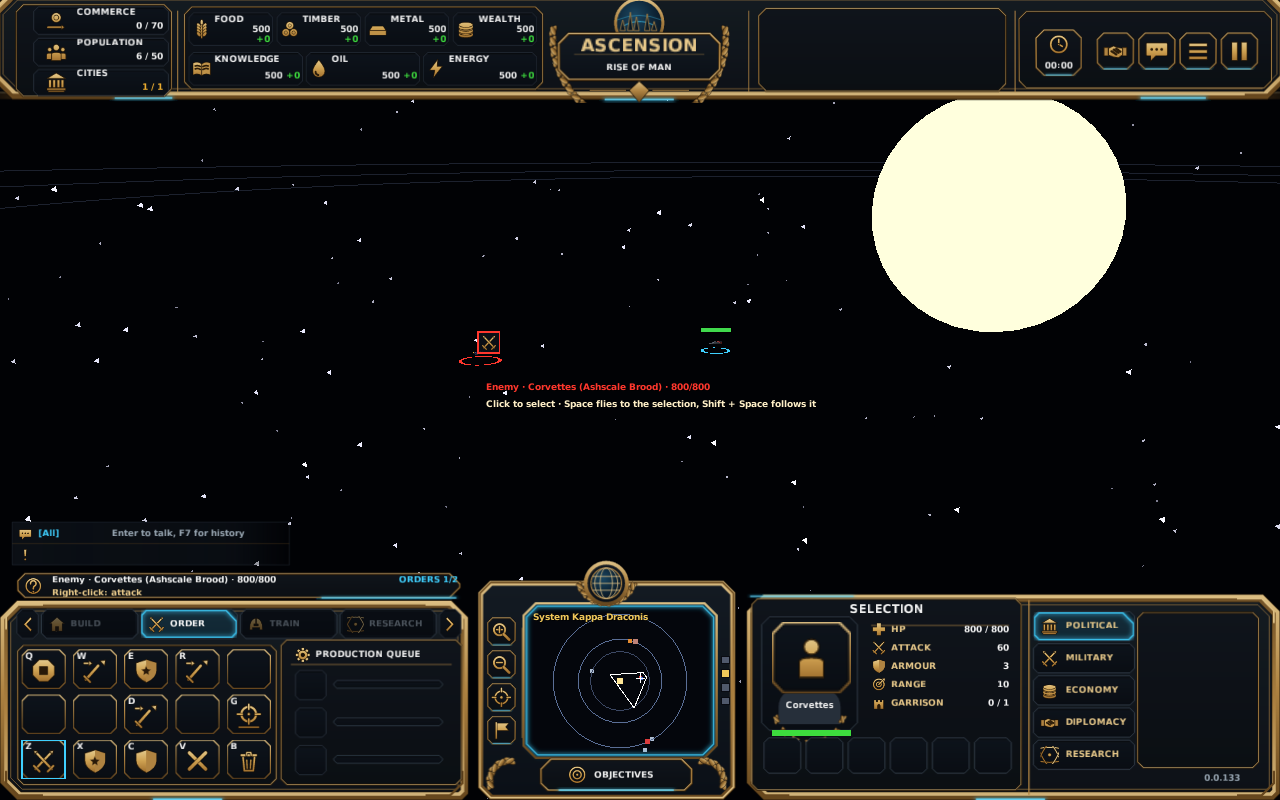 COMMERCE
0 / 70
POPULATION
6 / 50
CITIES
1 / 1
FOOD
500
+0
TIMBER
500
+0
METAL
500
+0
WEALTH
500
+0
KNOWLEDGE
500 +0
OIL
500 +0
ENERGY
500 +0
ASCENSION
RISE OF MAN
00:00
Enemy · Corvettes (Ashscale Brood) · 800/800
Click to select · Space flies to the selection, Shift + Space follows it
[All] Enter to talk, F7 for history
!
Enemy · Corvettes (Ashscale Brood) · 800/800
ORDERS 1/2
Right-click: attack
BUILD
ORDER
TRAIN
RESEARCH
Q
W
E
R
D
G
Z
X
C
V
B
PRODUCTION QUEUE
System Kappa Draconis
OBJECTIVES
SELECTION
Corvettes
HP 800 / 800
ATTACK 60
ARMOUR 3
RANGE 10
GARRISON 0 / 1
POLITICAL
MILITARY
ECONOMY
DIPLOMACY
RESEARCH
0.0.133